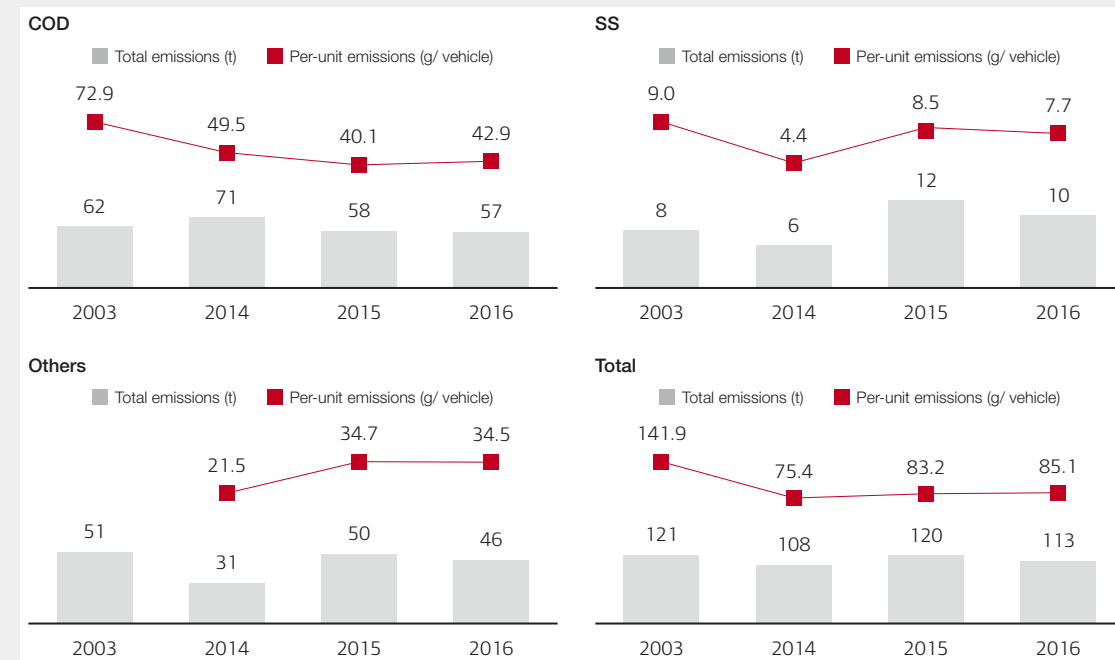 COD
Total emissions (t) Per-unit emissions (g/ vehicle)
72.9 49.5 40.1 42.9
62 71 58 57
2003 2014 2015 2016
SS
Total emissions (t) Per-unit emissions (g/ vehicle)
9.0 4.4 8.5 7.7
8 6 12 10
2003 2014 2015 2016
Others
Total emissions (t) Per-unit emissions (g/ vehicle)
21.5 34.7 34.5
51 31 50 46
2003 2014 2015 2016
Total
Total emissions (t) Per-unit emissions (g/ vehicle)
141.9 75.4 83.2 85.1
121 108 120 113
2003 2014 2015 2016